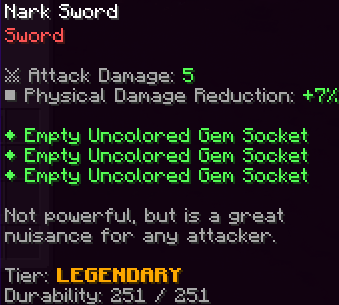 Nark Sword
Sword
⚔ Attack Damage: 5
■ Physical Damage Reduction: +7%
◆ Empty Uncolored Gem Socket
◆ Empty Uncolored Gem Socket
◆ Empty Uncolored Gem Socket
Not powerful, but is a great
nuisance for any attacker.
Tier: LEGENDARY
Durability: 251 / 251